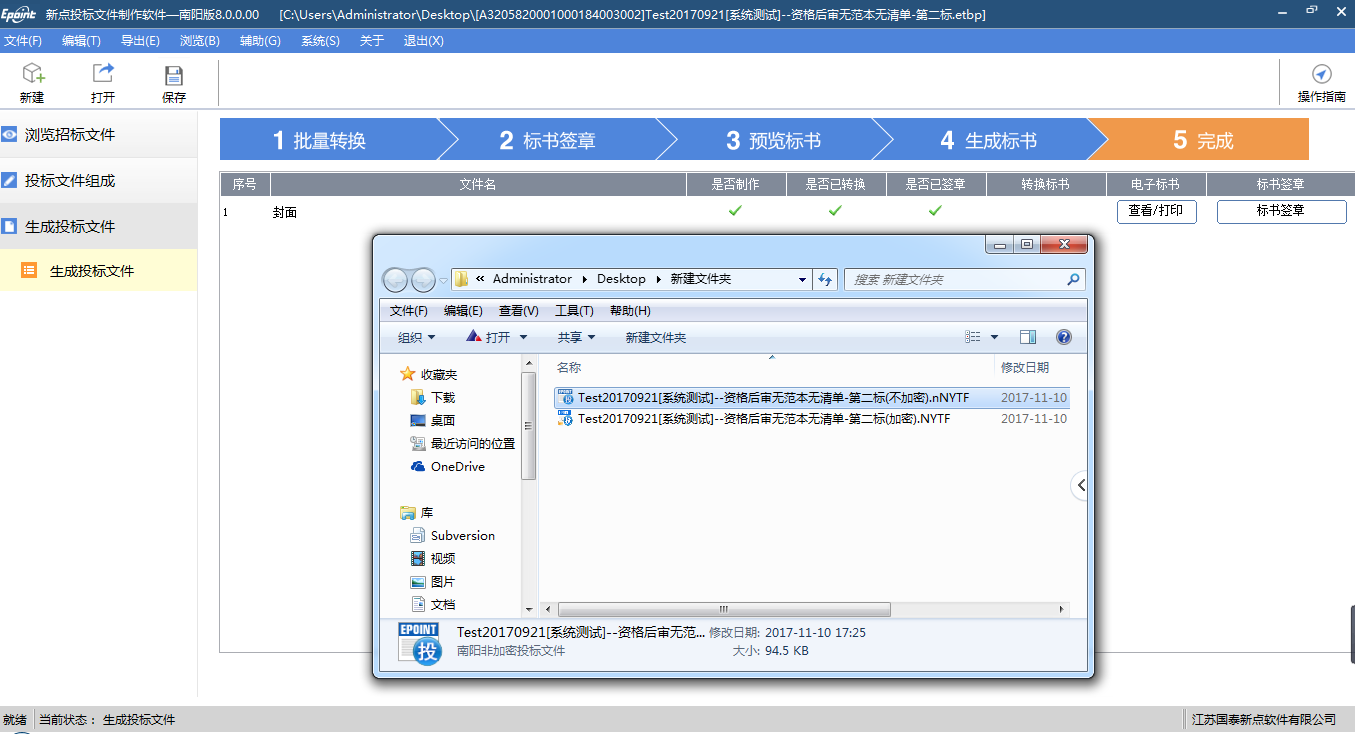 Epoint 新点投标文件制作软件—南阳版8.0.0.00 [C:\Users\Administrator\Desktop\[A3205820001000184003002]Test20170921[系统测试]--资格后审无范本无清单-第二标.etbp]
文件(F) 编辑(T) 导出(E) 浏览(B) 辅助(G) 系统(S) 关于 退出(X)
新建 打开 保存 操作指南
浏览招标文件
投标文件组成
生成投标文件
生成投标文件
1 批量转换 2 标书签章 3 预览标书 4 生成标书 5 完成
序号 文件名 是否制作 是否已转换 是否已签章 转换标书 电子标书 标书签章
1 封面 查看/打印 标书签章
« Administrator Desktop 新建文件夹 搜索 新建文件夹
文件(F) 编辑(E) 查看(V) 工具(T) 帮助(H)
组织 打开 共享 新建文件夹
收藏夹
下载
桌面
最近访问的位置
OneDrive
库
Subversion
视频
图片
文档
名称 修改日期
Test20170921[系统测试]--资格后审无范本无清单-第二标(不加密).nNYTF 2017-11-10
Test20170921[系统测试]--资格后审无范本无清单-第二标(加密).NYTF 2017-11-10
EPOINT
投
Test20170921[系统测试]--资格后审无范... 修改日期: 2017-11-10 17:25
南阳非加密投标文件 大小: 94.5 KB
就绪 当前状态： 生成投标文件 江苏国泰新点软件有限公司